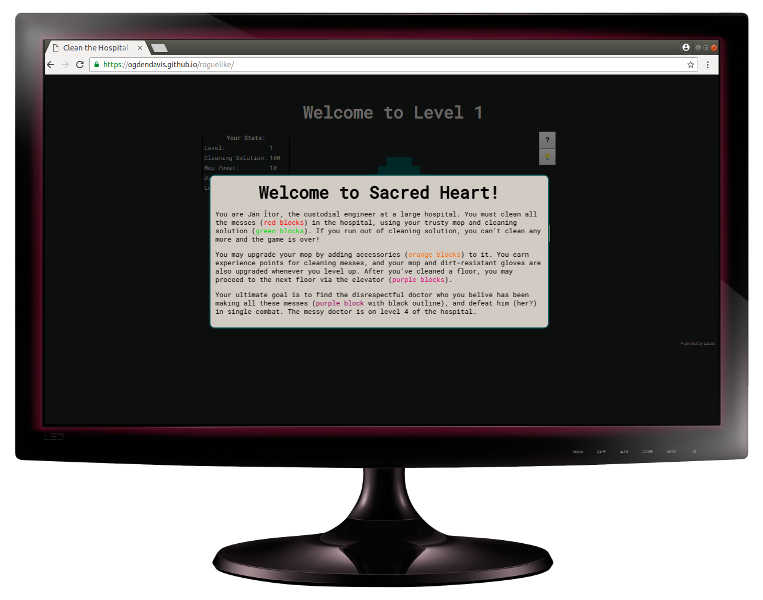 Clean the Hospital
https://ogdendavis.github.io/roguelike/
Welcome to Level 1
Your Stats:
Level: 1
Cleaning Solution: 100
Mop Power: 10
?
Welcome to Sacred Heart!
You are Jan Itor, the custodial engineer at a large hospital. You must clean all
the messes (red blocks) in the hospital, using your trusty mop and cleaning
solution (green blocks). If you run out of cleaning solution, you can't clean any
more and the game is over!
You may upgrade your mop by adding accessories (orange blocks) to it. You earn
experience points for cleaning messes, and your mop and dirt-resistant gloves are
also upgraded whenever you level up. After you've cleaned a floor, you may
proceed to the next floor via the elevator (purple blocks).
Your ultimate goal is to find the disrespectful doctor who you belive has been
making all these messes (purple block with black outline), and defeat him (her?)
in single combat. The messy doctor is on level 4 of the hospital.
A project by Lucas